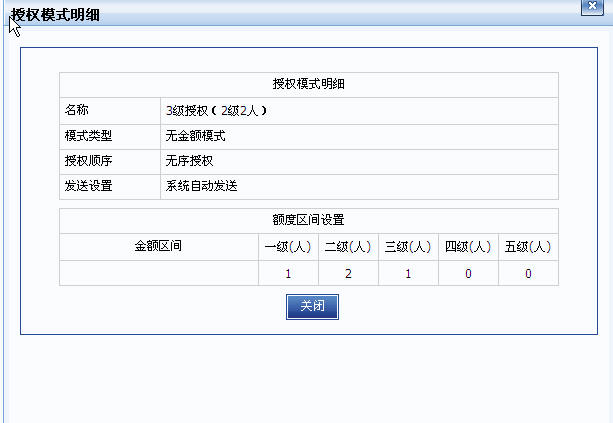 授权模式明细
授权模式明细
名称 3级授权(2级2人)
模式类型 无金额模式
授权顺序 无序授权
发送设置 系统自动发送
额度区间设置
金额区间 一级(人) 二级(人) 三级(人) 四级(人) 五级(人)
1 2 1 0 0
关闭